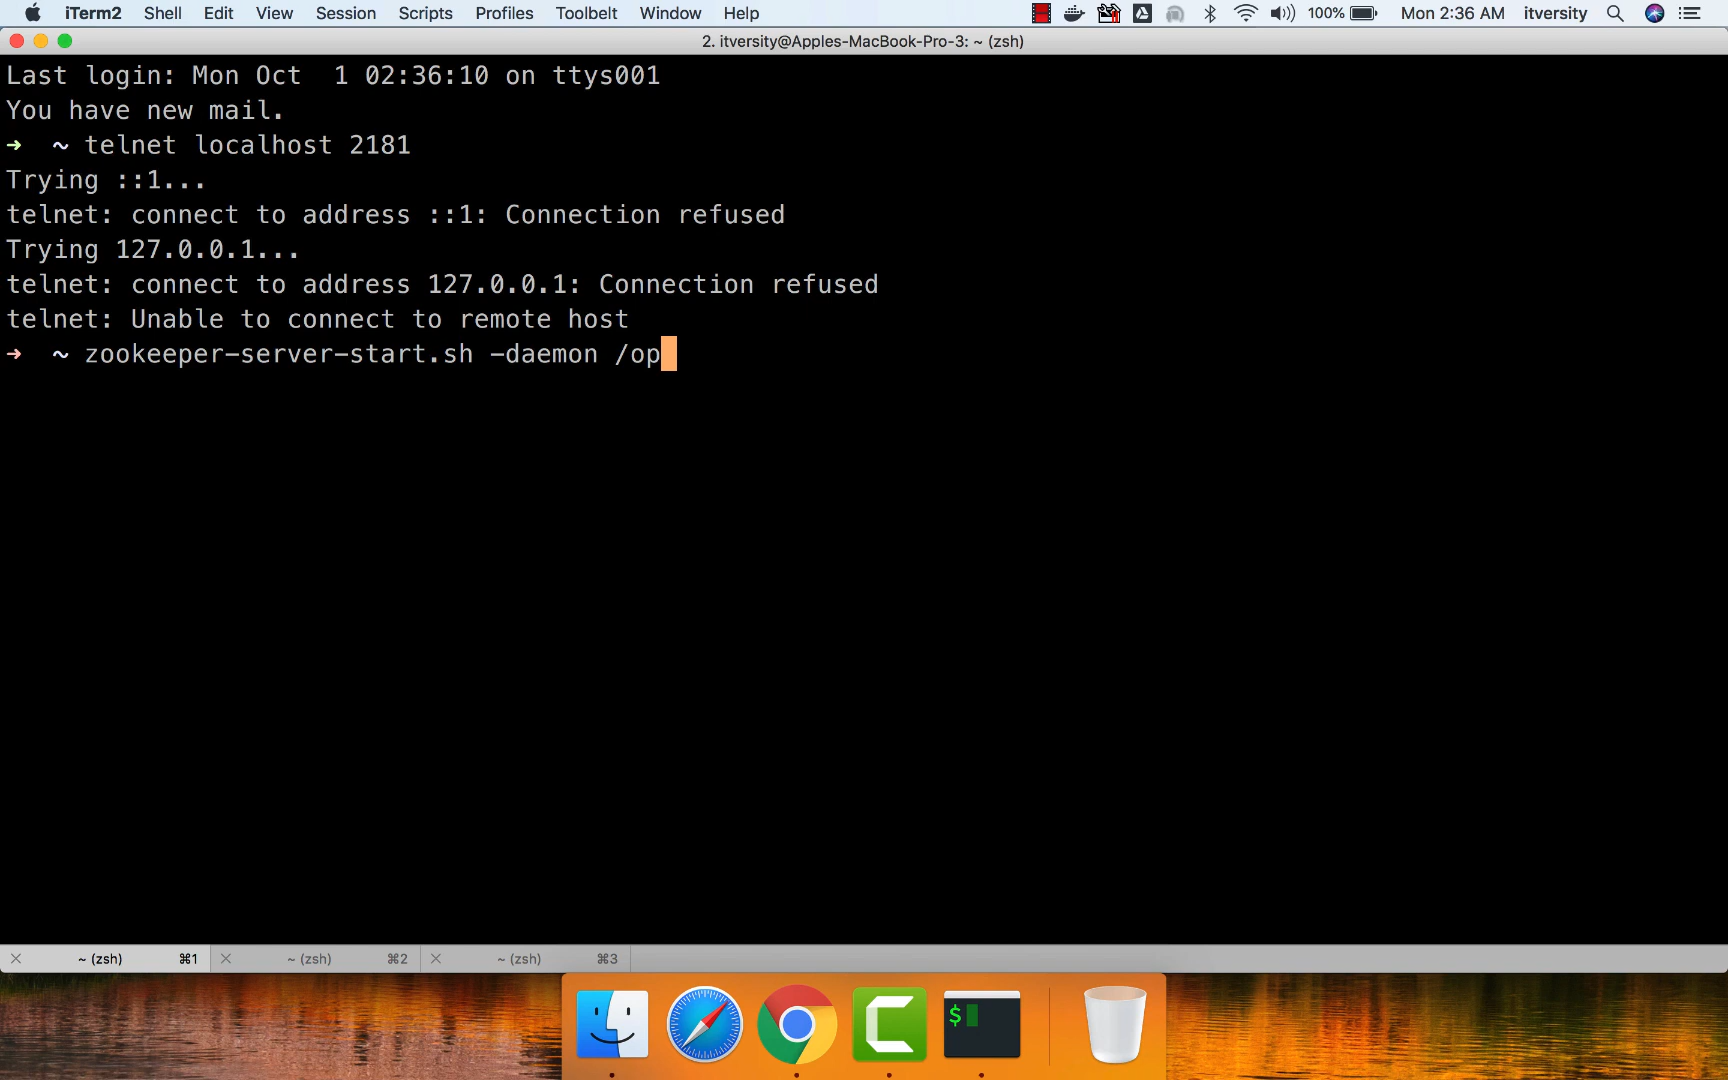 iTerm2 Shell Edit View Session Scripts Profiles Toolbelt Window Help 100% Mon 2:36 AM itversity
2. itversity@Apples-MacBook-Pro-3: ~ (zsh)
Last login: Mon Oct  1 02:36:10 on ttys001
You have new mail.
➜  ~ telnet localhost 2181
Trying ::1...
telnet: connect to address ::1: Connection refused
Trying 127.0.0.1...
telnet: connect to address 127.0.0.1: Connection refused
telnet: Unable to connect to remote host
➜  ~ zookeeper-server-start.sh -daemon /op
~ (zsh) ⌘1 ~ (zsh) ⌘2 ~ (zsh) ⌘3
$